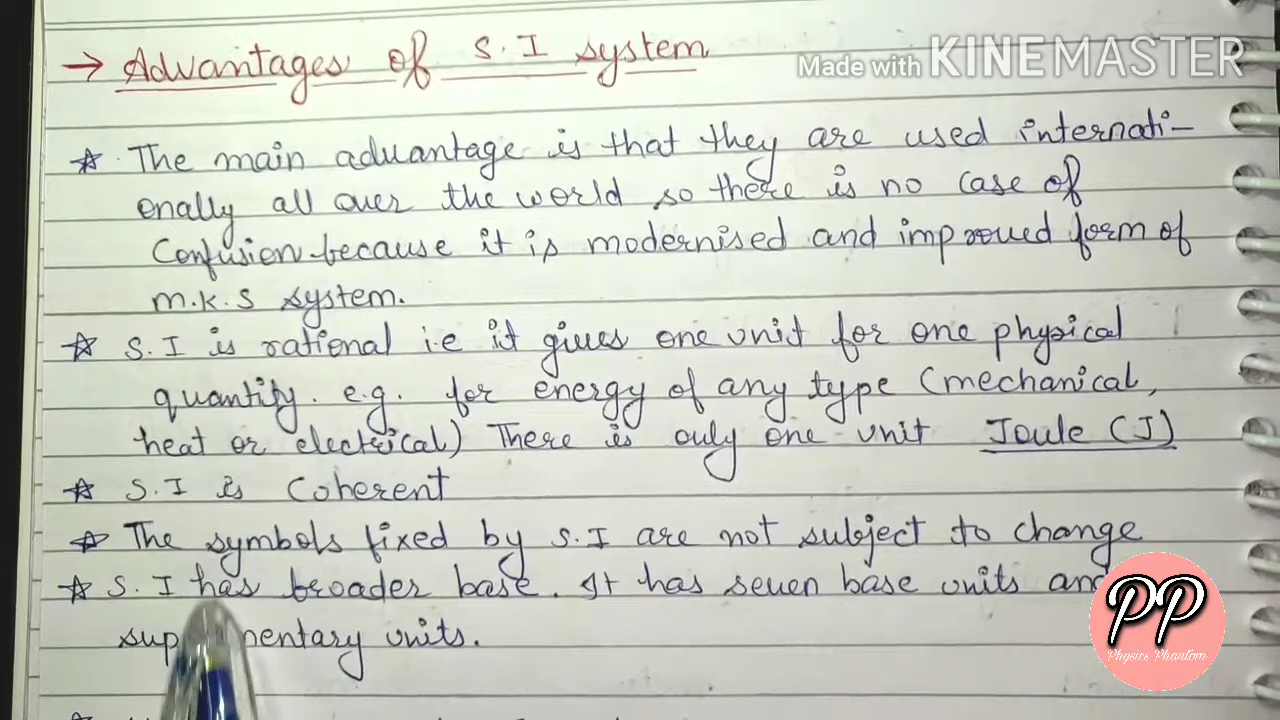 → Advantages of S.I system
Made with KINEMASTER
☆ The main advantage is that they are used internati-
onally all over the world so there is no case of
Confusion because it is modernised and improved form of
m.k.s system.
☆ S.I is rational i.e it gives one unit for one physical
quantity. e.g. for energy of any type (mechanical,
heat or electrical) There is only one unit Joule (J)
☆ S.I is Coherent
☆ The symbols fixed by S.I are not subject to change
☆ S.I has broader base. It has seven base units and
units.
PP
Physics Phantom